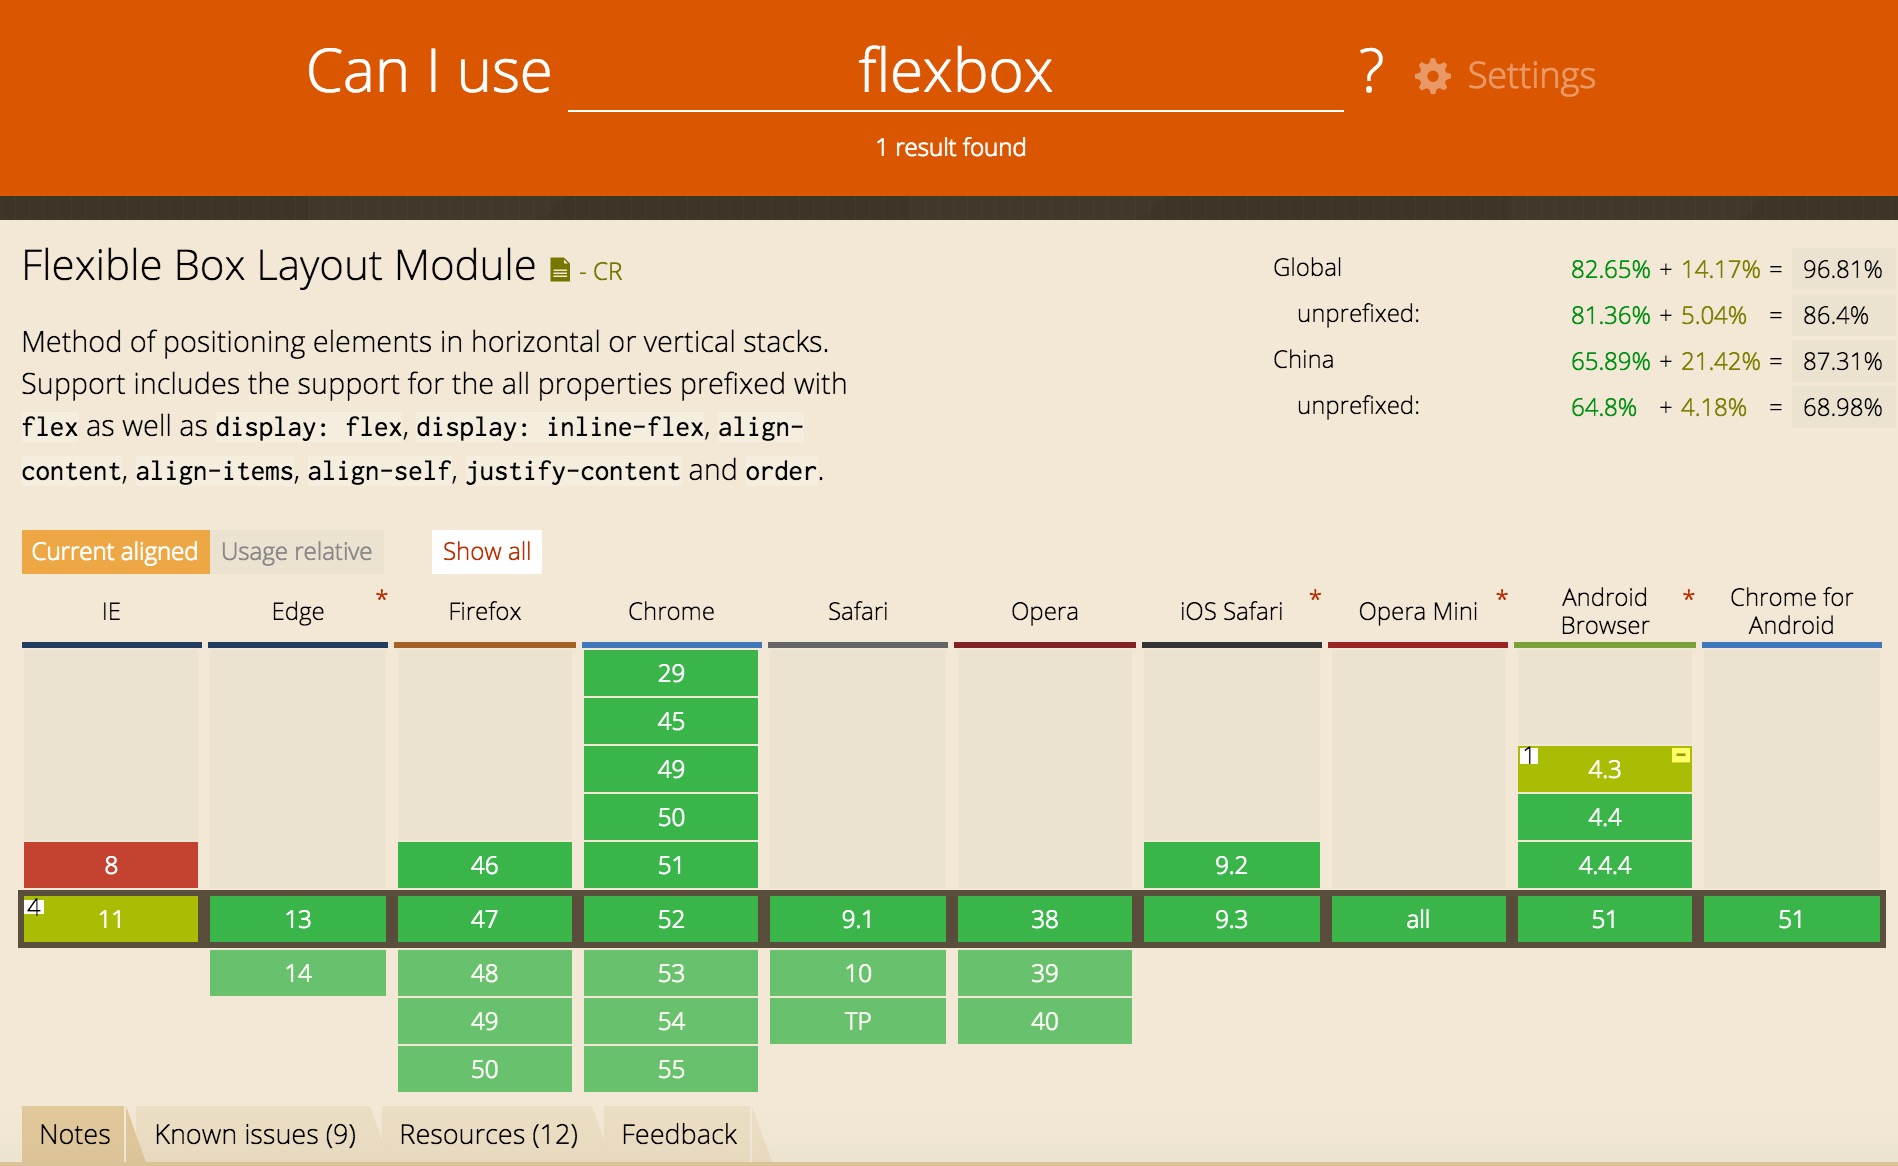 Can I use flexbox ? Settings
1 result found
Flexible Box Layout Module - CR
Method of positioning elements in horizontal or vertical stacks.
Support includes the support for the all properties prefixed with
flex as well as display: flex, display: inline-flex, align-
content, align-items, align-self, justify-content and order.
Global 82.65% + 14.17% = 96.81%
unprefixed: 81.36% + 5.04% = 86.4%
China 65.89% + 21.42% = 87.31%
unprefixed: 64.8% + 4.18% = 68.98%
Current aligned Usage relative Show all
IE Edge * Firefox Chrome Safari Opera iOS Safari * Opera Mini * Android Browser * Chrome for Android
29
45
49 1 4.3 -
50 4.4
8 46 51 9.2 4.4.4
4 11 13 47 52 9.1 38 9.3 all 51 51
14 48 53 10 39
49 54 TP 40
50 55
Notes Known issues (9) Resources (12) Feedback